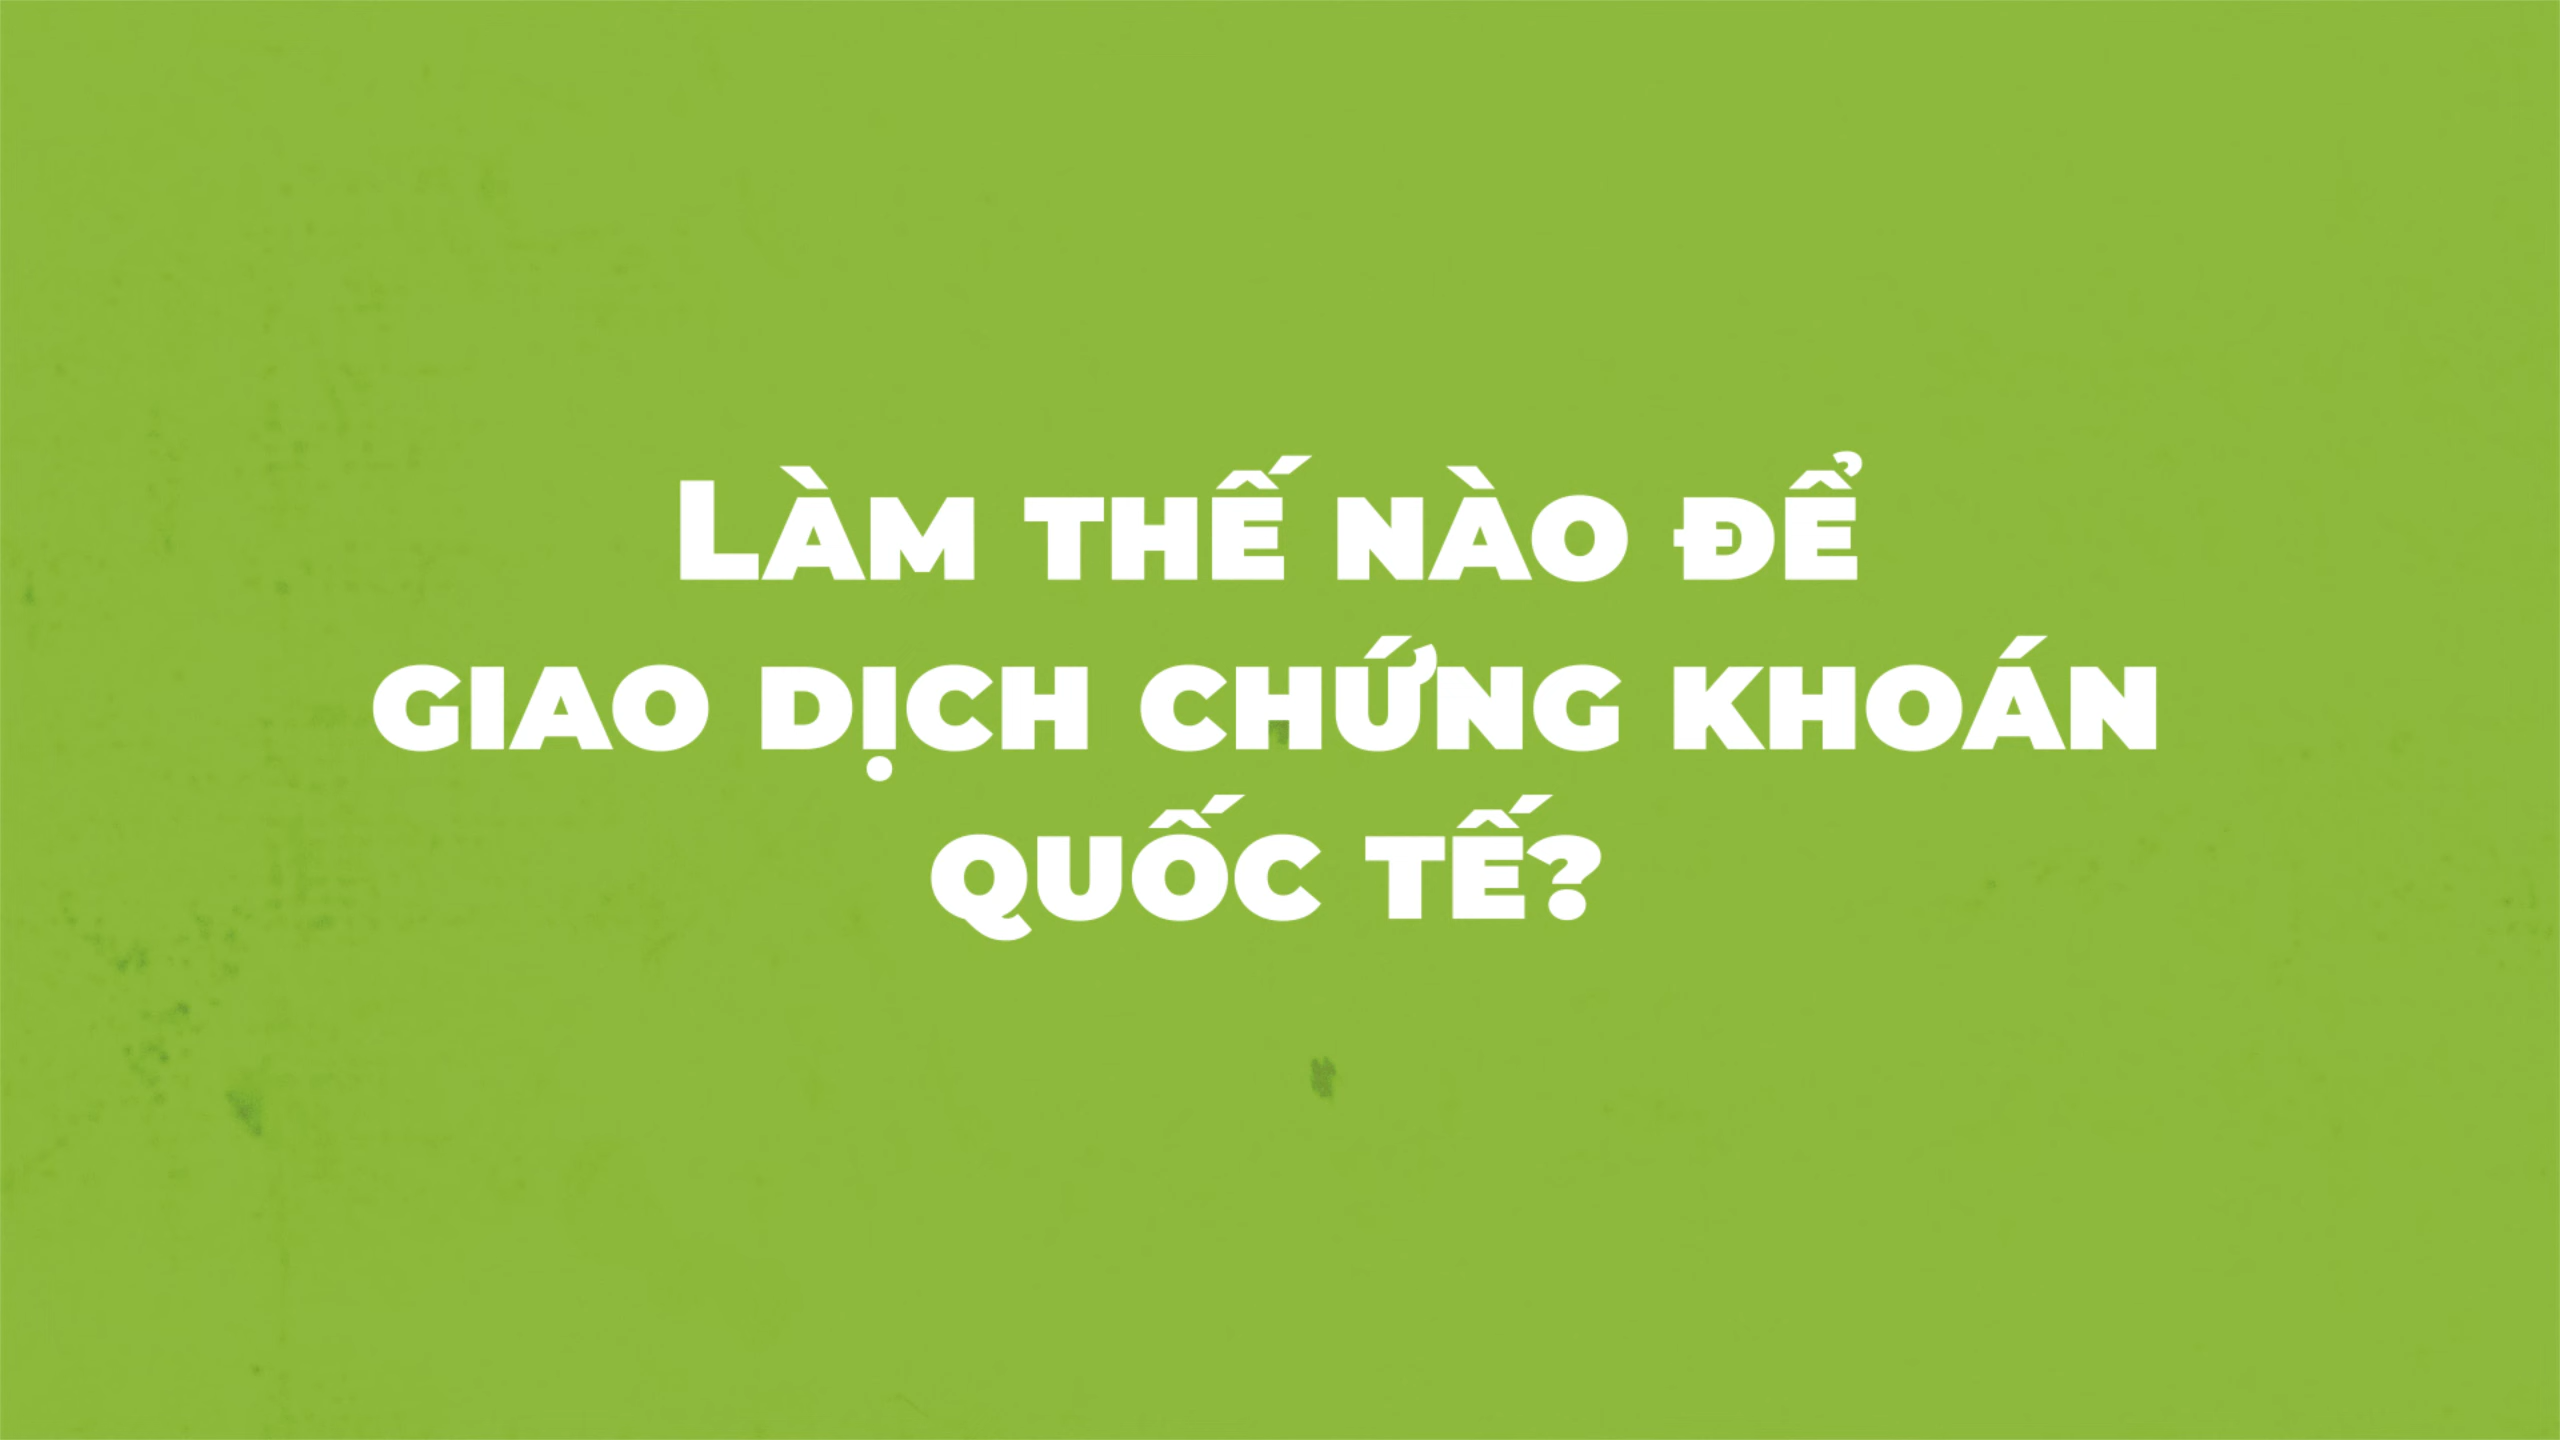 Làm thế nào để
giao dịch chứng khoán
quốc tế?